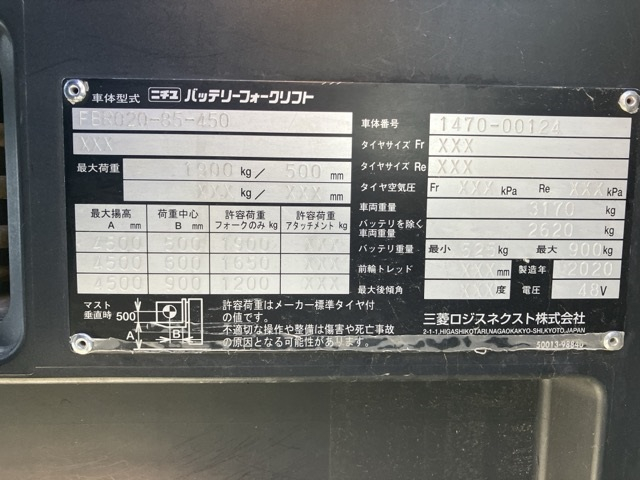 車体型式 ニチユ バッテリーフォークリフト
020-85-450
XXX
最大荷重 kg／ 500 mm
XXX kg／ XXX mm
最大揚高 A mm 荷重中心 B mm 許容荷重 フォークのみ kg 許容荷重 アタッチメント kg
4500 500 1900 XXX
4500 600 1650 XXX
4500 900 1200 XXX
マスト垂直時 500
A
B
許容荷重はメーカー標準タイヤ付
の値です。
不適切な操作や整備は傷害や死亡事故
の原因となる可能性があります。
車体番号 1470-00124
タイヤサイズ Fr XXX
タイヤサイズ Re XXX
タイヤ空気圧 Fr XXX kPa Re XXX kPa
車両重量 3170 kg
バッテリを除く車両重量 2620 kg
バッテリ重量 最小 kg 最大 900 kg
前輪トレッド XXX mm 製造年 2020
最大後傾角 XXX 度 電圧 48 V
三菱ロジスネクスト株式会社
2-1-1,HIGASHIKOTARI,NAGAOKAKYO-SHI,KYOTO,JAPAN